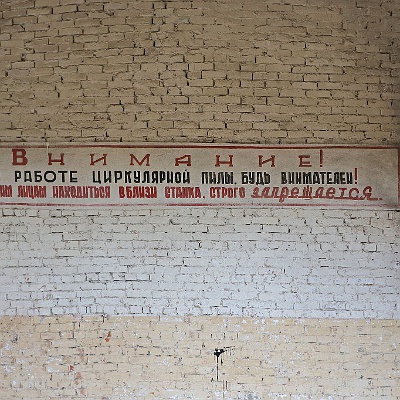 Внимание!
РАБОТЕ ЦИРКУЛЯРНОЙ ПИЛЫ, БУДЬ ВНИМАТЕЛЕН!
ЛИЦАМ НАХОДИТЬСЯ ВБЛИЗИ СТАНКА, СТРОГО запрещается.